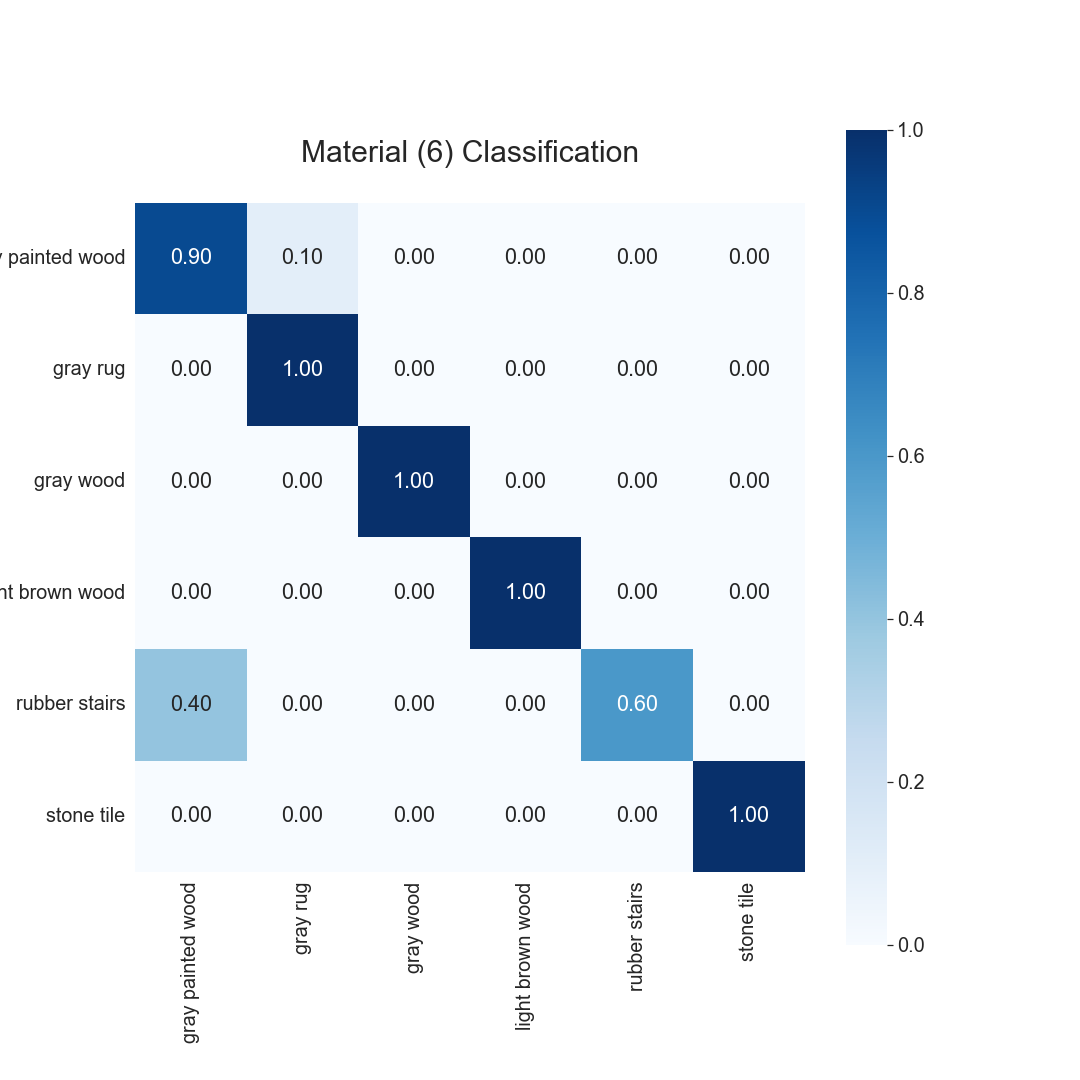 Material (6) Classification
painted wood 0.90 0.10 0.00 0.00 0.00 0.00
gray rug 0.00 1.00 0.00 0.00 0.00 0.00
gray wood 0.00 0.00 1.00 0.00 0.00 0.00
brown wood 0.00 0.00 0.00 1.00 0.00 0.00
rubber stairs 0.40 0.00 0.00 0.00 0.60 0.00
stone tile 0.00 0.00 0.00 0.00 0.00 1.00
gray painted wood
gray rug
gray wood
light brown wood
rubber stairs
stone tile
1.0
0.8
0.6
0.4
0.2
0.0